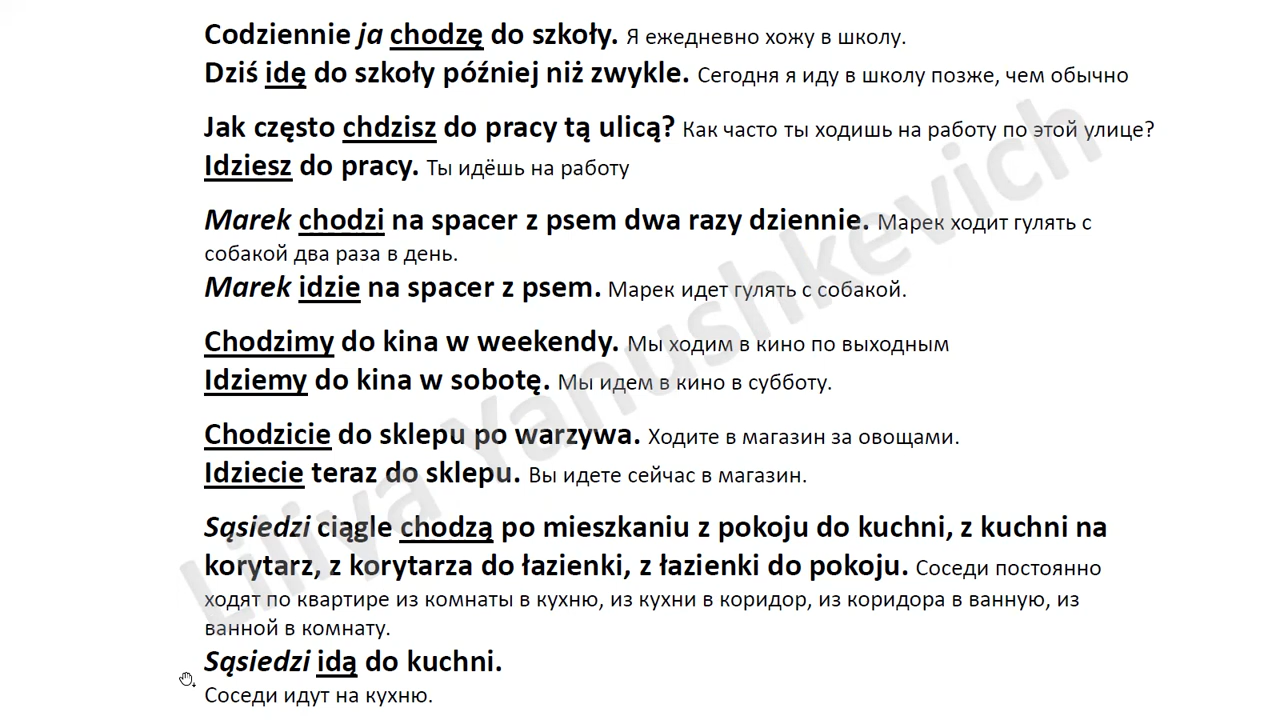 Codziennie ja chodzę do szkoły. Я ежедневно хожу в школу.
Dziś idę do szkoły później niż zwykle. Сегодня я иду в школу позже, чем обычно
Jak często chdzisz do pracy tą ulicą? Как часто ты ходишь на работу по этой улице?
Idziesz do pracy. Ты идёшь на работу
Marek chodzi na spacer z psem dwa razy dziennie. Марек ходит гулять с
собакой два раза в день.
Marek idzie na spacer z psem. Марек идет гулять с собакой.
Chodzimy do kina w weekendy. Мы ходим в кино по выходным
Idziemy do kina w sobotę. Мы идем в кино в субботу.
Chodzicie do sklepu po warzywa. Ходите в магазин за овощами.
Idziecie teraz do sklepu. Вы идете сейчас в магазин.
Sąsiedzi ciągle chodzą po mieszkaniu z pokoju do kuchni, z kuchni na
korytarz, z korytarza do łazienki, z łazienki do pokoju. Соседи постоянно
ходят по квартире из комнаты в кухню, из кухни в коридор, из коридора в ванную, из
ванной в комнату.
Sąsiedzi idą do kuchni.
Соседи идут на кухню.
Liliya Yanushkevich